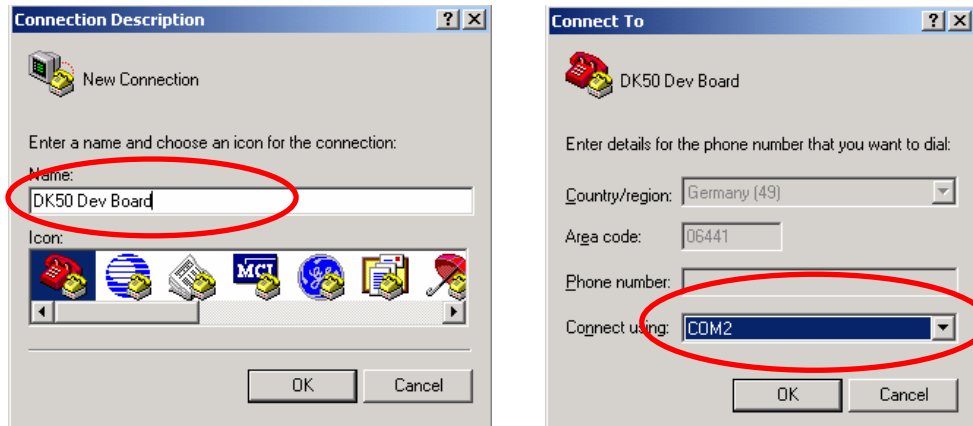 Connection Description
New Connection
Enter a name and choose an icon for the connection:
Name:
DK50 Dev Board
Icon:
MCI
OK Cancel
Connect To
DK50 Dev Board
Enter details for the phone number that you want to dial:
Country/region: Germany (49)
Area code: 06441
Phone number:
Connect using: COM2
OK Cancel